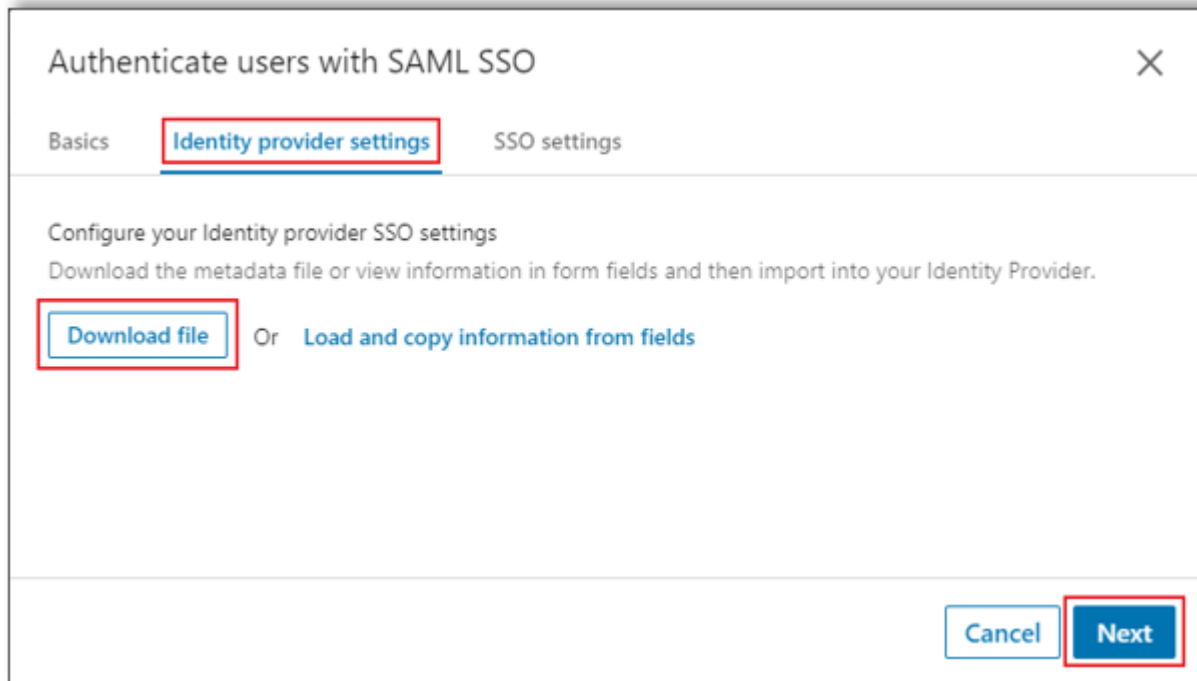 Authenticate users with SAML SSO
Basics Identity provider settings SSO settings
Configure your Identity provider SSO settings
Download the metadata file or view information in form fields and then import into your Identity Provider.
Download file Or Load and copy information from fields
Cancel Next